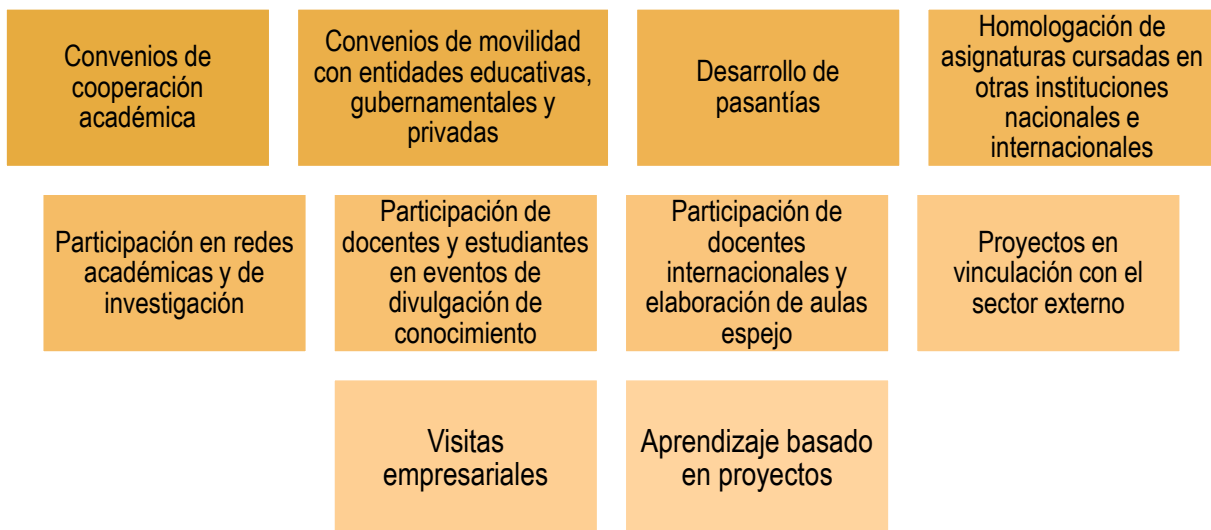 Convenios de
cooperación
académica
Convenios de movilidad
con entidades educativas,
gubernamentales y
privadas
Desarrollo de
pasantías
Homologación de
asignaturas cursadas en
otras instituciones
nacionales e
internacionales
Participación en redes
académicas y de
investigación
Participación de
docentes y estudiantes
en eventos de
divulgación de
conocimiento
Participación de
docentes
internacionales y
elaboración de aulas
espejo
Proyectos en
vinculación con el
sector externo
Visitas
empresariales
Aprendizaje basado
en proyectos